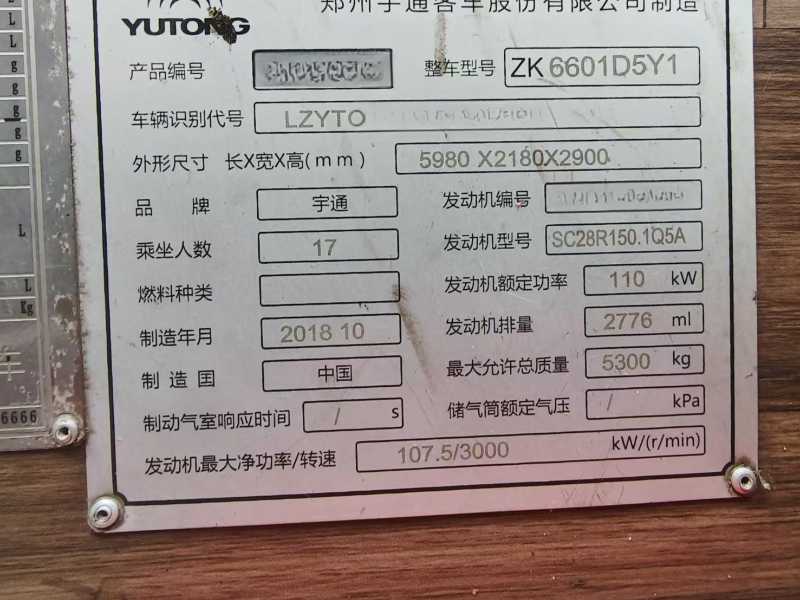 YUTONG
郑州宇通客车股份有限公司制造
产品编号
整车型号 ZK 6601D5Y1
车辆识别代号 LZYTO
外形尺寸 长X宽X高(mm) 5980 X2180X2900
品 牌 宇通
发动机编号
乘坐人数 17
发动机型号 SC28R150.1Q5A
燃料种类
发动机额定功率 110 kW
制造年月 2018 10
发动机排量 2776 ml
制造国 中国
最大允许总质量 5300 kg
制动气室响应时间 / s
储气筒额定气压 / kPa
发动机最大净功率/转速 107.5/3000 kW/(r/min)
L
L
g
g
g
g
g
L
L
Kg
车
6666